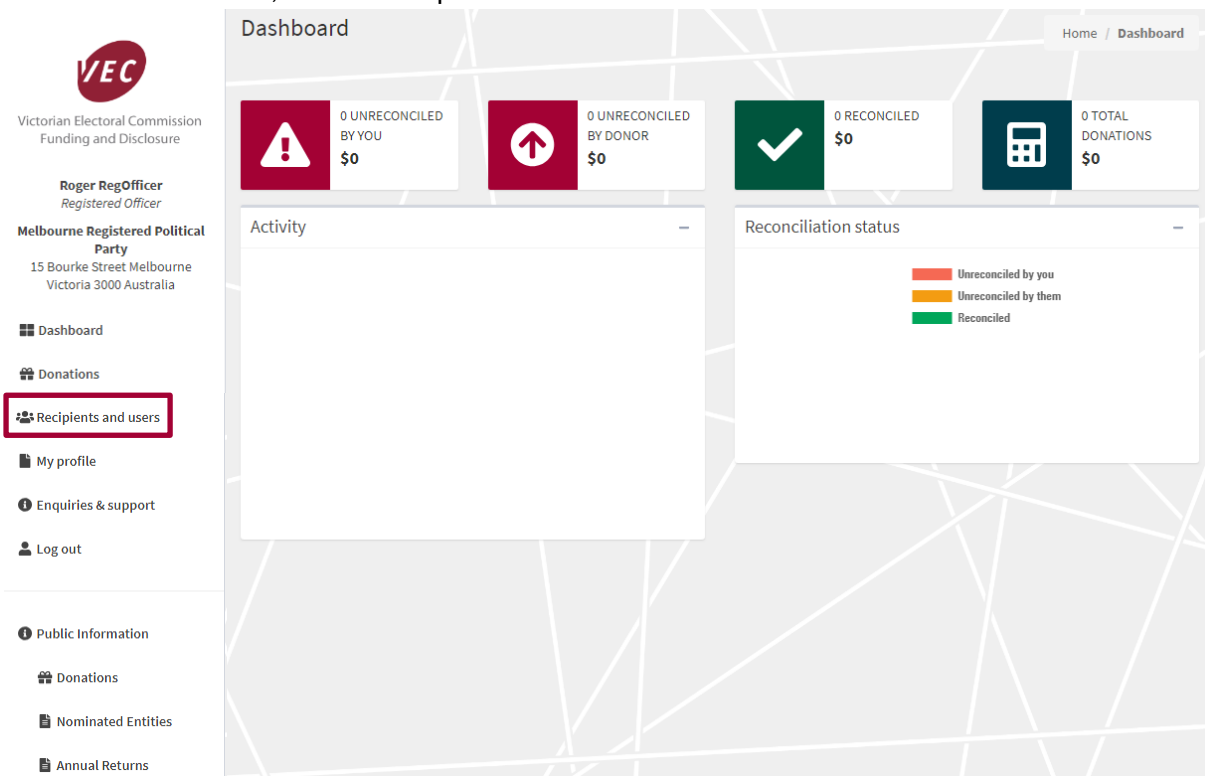 Dashboard
Home / Dashboard
VEC
Victorian Electoral Commission
Funding and Disclosure
Roger RegOfficer
Registered Officer
Melbourne Registered Political
Party
15 Bourke Street Melbourne
Victoria 3000 Australia
Dashboard
Donations
Recipients and users
My profile
Enquiries & support
Log out
Public Information
Donations
Nominated Entities
Annual Returns
0 UNRECONCILED
BY YOU
$0
0 UNRECONCILED
BY DONOR
$0
0 RECONCILED
$0
0 TOTAL
DONATIONS
$0
Activity
Reconciliation status
Unreconciled by you
Unreconciled by them
Reconciled